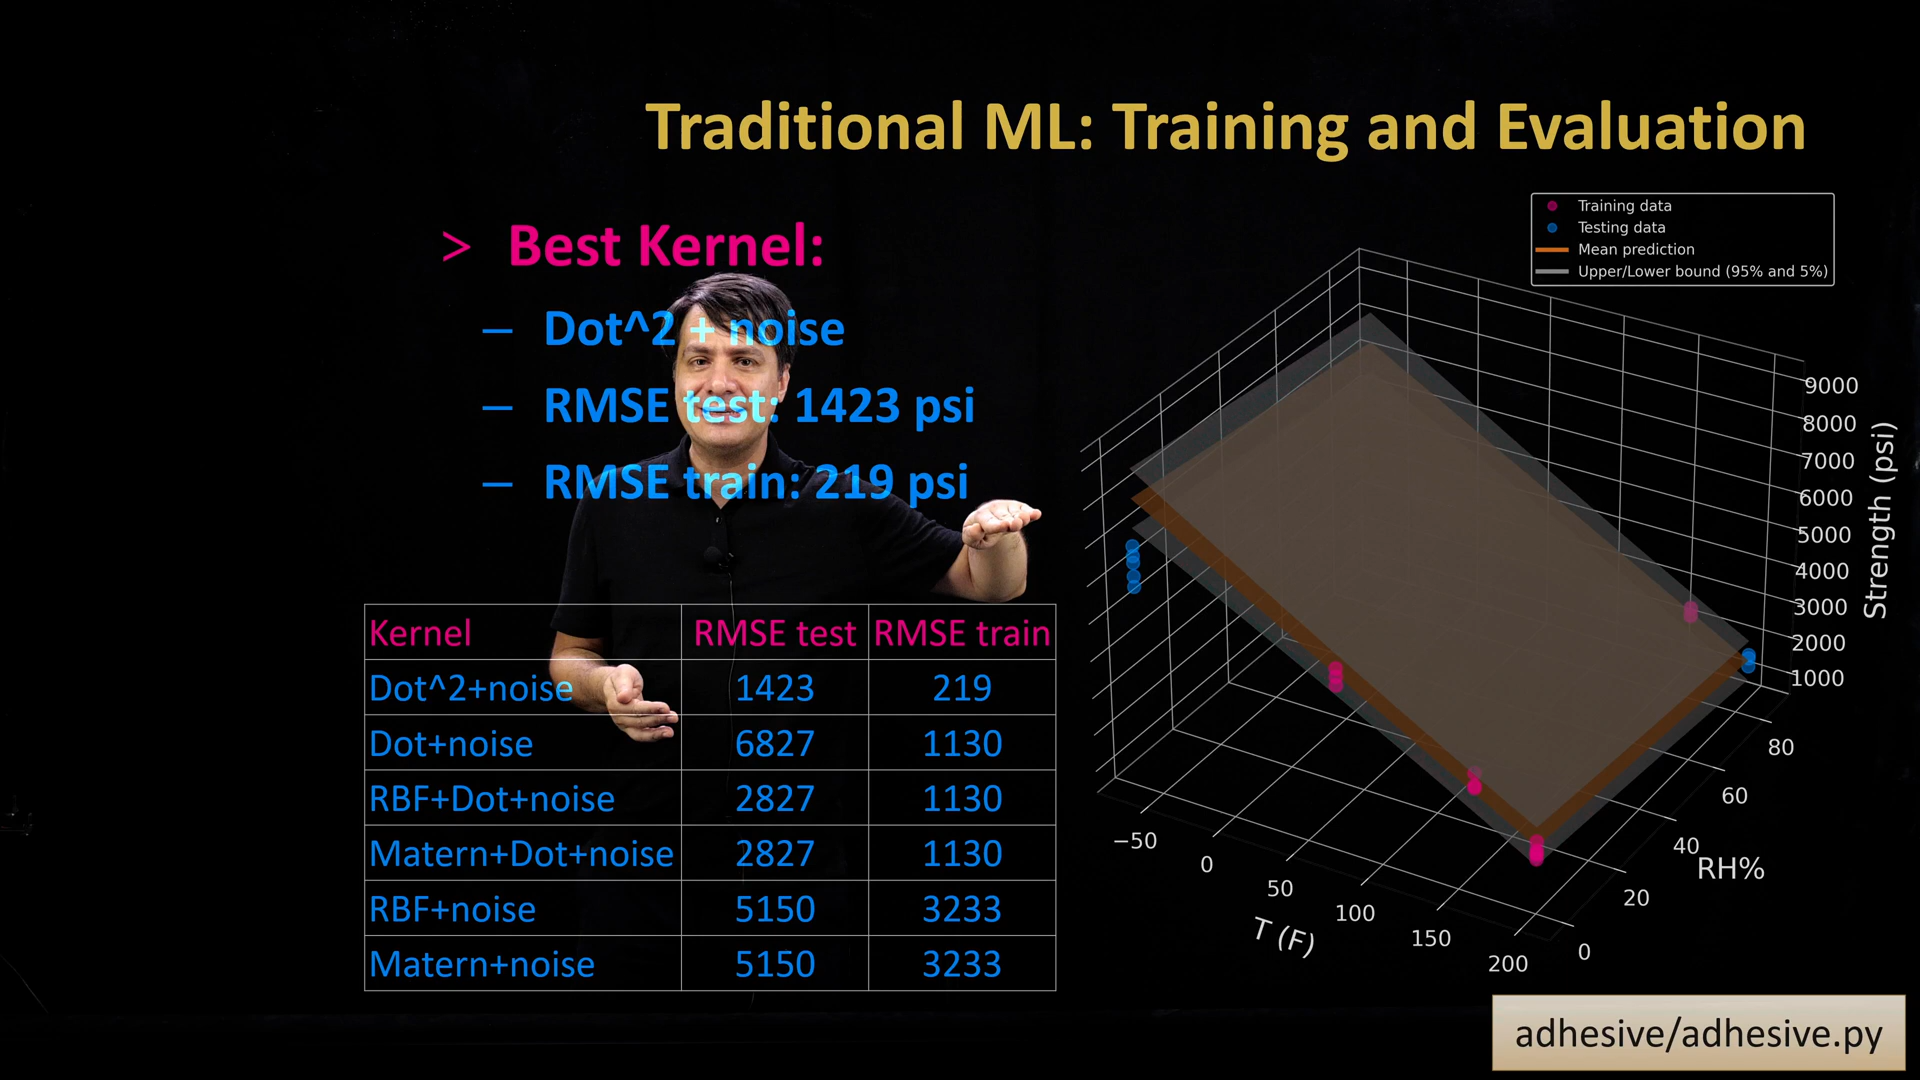 Traditional ML: Training and Evaluation
> Best Kernel:
– Dot^2 + noise
– RMSE test: 1423 psi
– RMSE train: 219 psi
Kernel RMSE test RMSE train
Dot^2+noise 1423 219
Dot+noise 6827 1130
RBF+Dot+noise 2827 1130
Matern+Dot+noise 2827 1130
RBF+noise 5150 3233
Matern+noise 5150 3233
Training data
Testing data
Mean prediction
Upper/Lower bound (95% and 5%)
9000
8000
7000
6000
5000
4000
3000
2000
1000
Strength (psi)
80
60
40
20
0
RH%
−50
0
50
100
150
200
T (F)
adhesive/adhesive.py